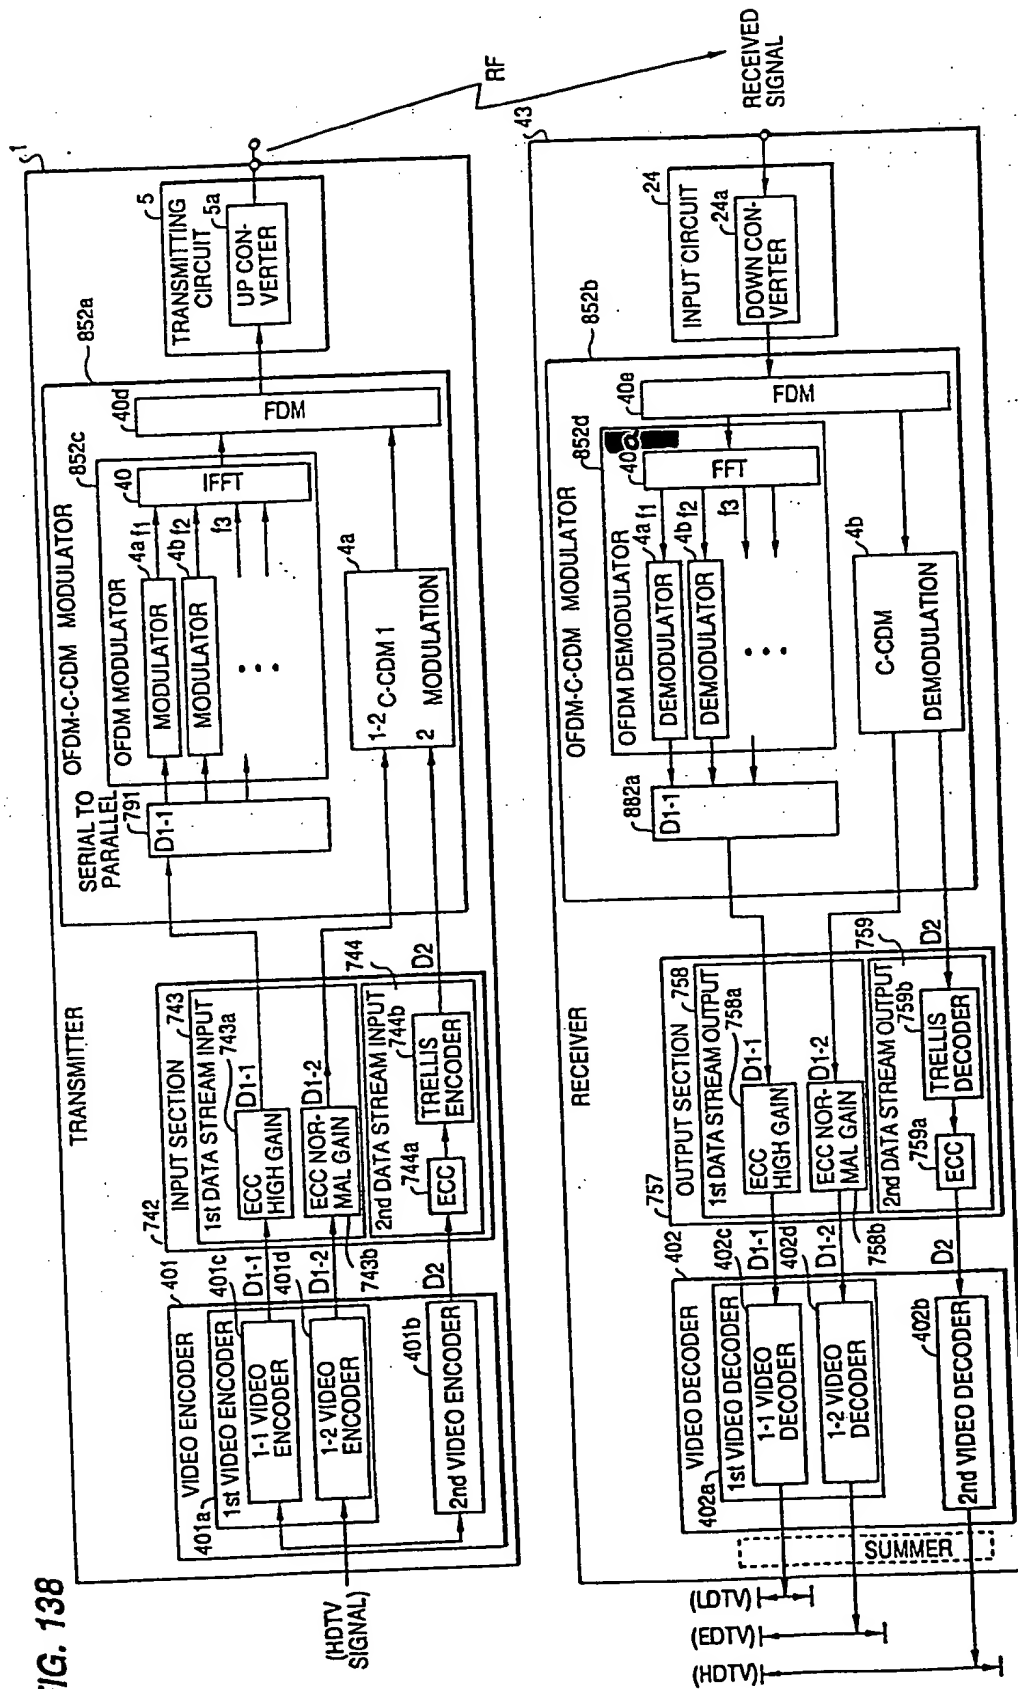 FIG. 138
TRANSMITTER
1
(HDTV
SIGNAL)
VIDEO ENCODER
401
401a
1st VIDEO ENCODER
401c
1-1 VIDEO
ENCODER
D1-1
401d
1-2 VIDEO
ENCODER
D1-2
401b
2nd VIDEO ENCODER
D2
742
INPUT SECTION
743
1st DATA STREAM INPUT
743a
ECC
HIGH GAIN
D1-1
ECC NOR-
MAL GAIN
D1-2
743b
744
2nd DATA STREAM INPUT
744a
ECC
744b
TRELLIS
ENCODER
D2
OFDM-C-CDM MODULATOR
852a
SERIAL TO
PARALLEL
791
D1-1
OFDM MODULATOR
852c
MODULATOR
4a
f1
MODULATOR
4b
f2
f3
40
IFFT
40d
FDM
4a
1-2
C-CDM 1
MODULATION
2
5
TRANSMITTING
CIRCUIT
5a
UP CON-
VERTER
RF
RECEIVED
SIGNAL
RECEIVER
43
INPUT CIRCUIT
24
24a
DOWN CON-
VERTER
OFDM-C-CDM MODULATOR
852b
40e
FDM
OFDM DEMODULATOR
852d
40a
FFT
DEMODULATOR
4a
f1
DEMODULATOR
4b
f2
f3
882a
D1-1
4b
C-CDM
DEMODULATION
757
OUTPUT SECTION
758
1st DATA STREAM OUTPUT
758a
ECC
HIGH GAIN
D1-1
ECC NOR-
MAL GAIN
D1-2
758b
759
2nd DATA STREAM OUTPUT
759a
ECC
759b
TRELLIS
DECODER
D2
VIDEO DECODER
402
402a
1st VIDEO DECODER
402c
1-1 VIDEO
DECODER
D1-1
402d
1-2 VIDEO
DECODER
D1-2
402b
2nd VIDEO DECODER
D2
SUMMER
(LDTV)
(EDTV)
(HDTV)